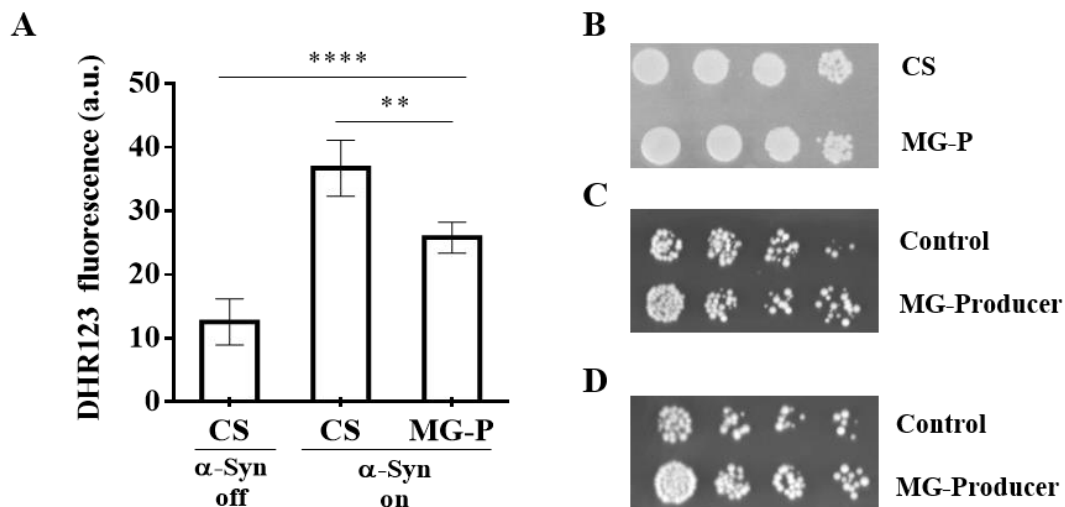 A
****
**
DHR123 fluorescence (a.u.)
50
40
30
20
10
0
CS
CS
MG-P
α-Syn
off
α-Syn
on
B
CS
MG-P
C
Control
MG-Producer
D
Control
MG-Producer